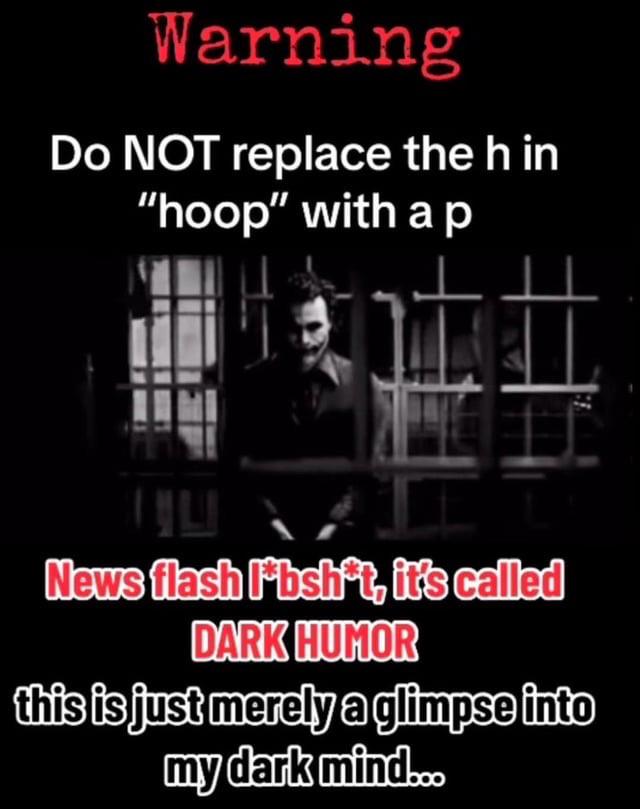 Warning
Do NOT replace the h in
"hoop" with a p
News flash l*bsh*t, it's called
DARK HUMOR
this is just merely a glimpse into
my dark mind...